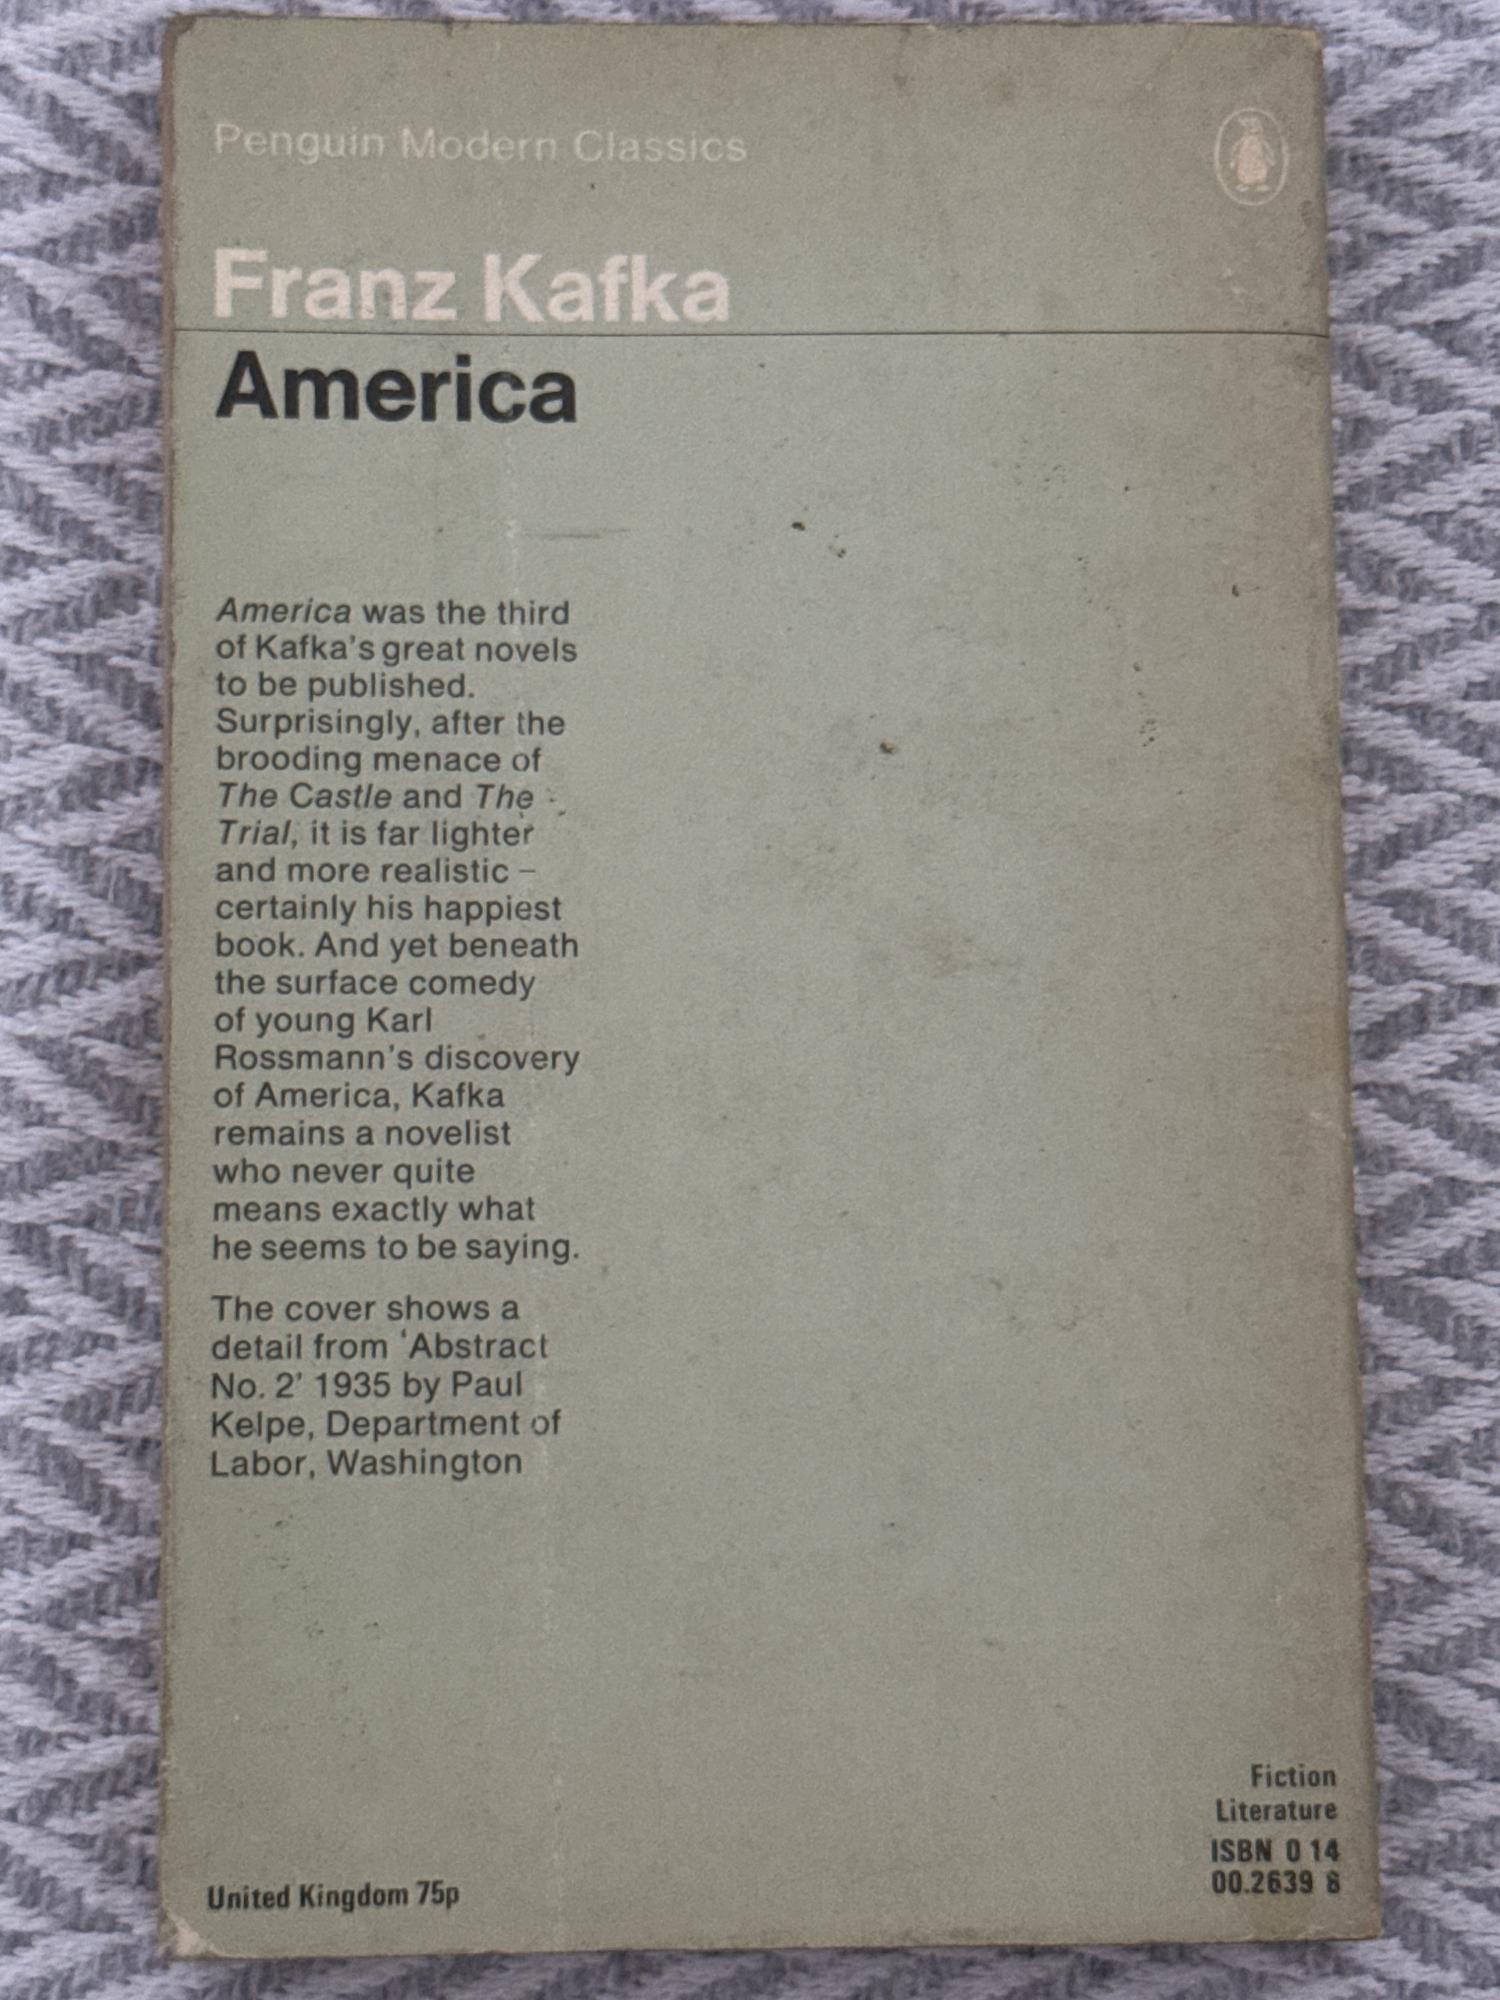 Penguin Modern Classics
Franz Kafka
America
America was the third
of Kafka's great novels
to be published.
Surprisingly, after the
brooding menace of
The Castle and The
Trial, it is far lighter
and more realistic –
certainly his happiest
book. And yet beneath
the surface comedy
of young Karl
Rossmann's discovery
of America, Kafka
remains a novelist
who never quite
means exactly what
he seems to be saying.
The cover shows a
detail from 'Abstract
No. 2' 1935 by Paul
Kelpe, Department of
Labor, Washington
Fiction
Literature
ISBN 0 14
00.2639 8
United Kingdom 75p